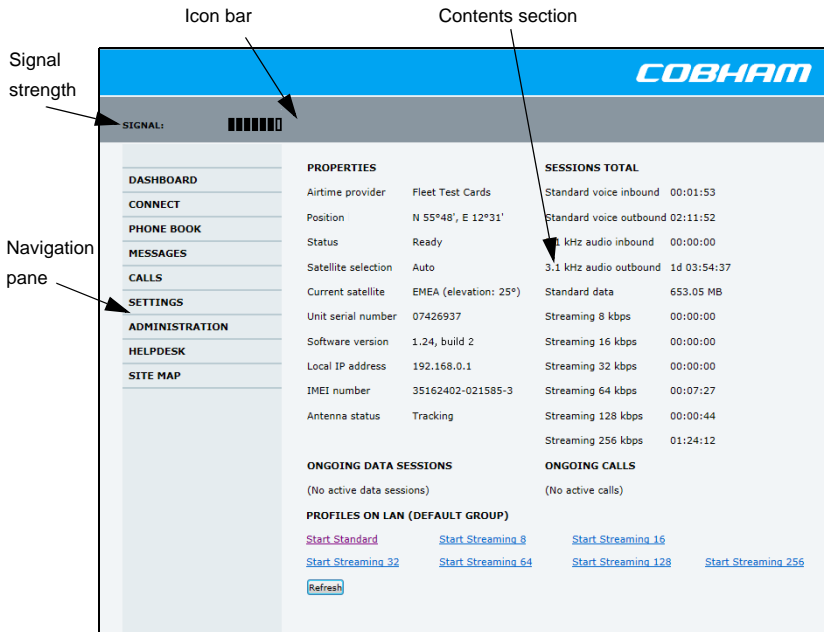 Icon bar
Contents section
Signal
strength
COBHAM
SIGNAL:
Navigation
pane
DASHBOARD
CONNECT
PHONE BOOK
MESSAGES
CALLS
SETTINGS
ADMINISTRATION
HELPDESK
SITE MAP
PROPERTIES
Airtime provider Fleet Test Cards
Position N 55°48', E 12°31'
Status Ready
Satellite selection Auto
Current satellite EMEA (elevation: 25°)
Unit serial number 07426937
Software version 1.24, build 2
Local IP address 192.168.0.1
IMEI number 35162402-021585-3
Antenna status Tracking
SESSIONS TOTAL
Standard voice inbound 00:01:53
Standard voice outbound 02:11:52
1 kHz audio inbound 00:00:00
3.1 kHz audio outbound 1d 03:54:37
Standard data 653.05 MB
Streaming 8 kbps 00:00:00
Streaming 16 kbps 00:00:00
Streaming 32 kbps 00:00:00
Streaming 64 kbps 00:07:27
Streaming 128 kbps 00:00:44
Streaming 256 kbps 01:24:12
ONGOING DATA SESSIONS
(No active data sessions)
ONGOING CALLS
(No active calls)
PROFILES ON LAN (DEFAULT GROUP)
Start Standard Start Streaming 8 Start Streaming 16
Start Streaming 32 Start Streaming 64 Start Streaming 128 Start Streaming 256
Refresh